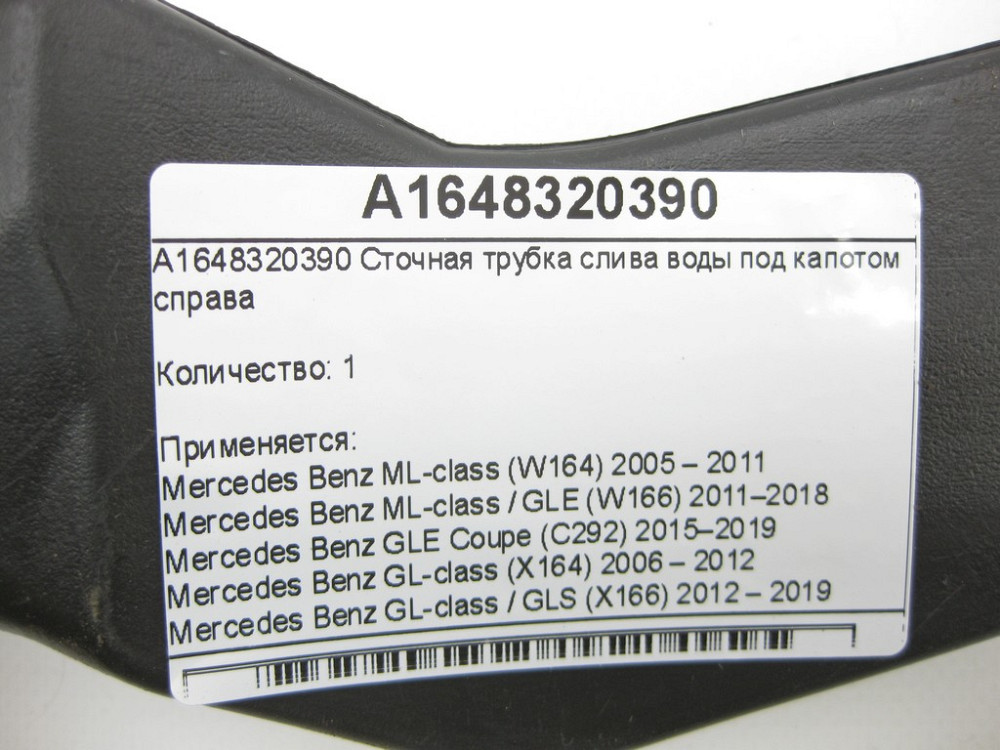 A1648320390
A1648320390 Сточная трубка слива воды под капотом
справа
Количество: 1
Применяется:
Mercedes Benz ML-class (W164) 2005 – 2011
Mercedes Benz ML-class / GLE (W166) 2011–2018
Mercedes Benz GLE Coupe (C292) 2015–2019
Mercedes Benz GL-class (X164) 2006 – 2012
Mercedes Benz GL-class / GLS (X166) 2012 – 2019